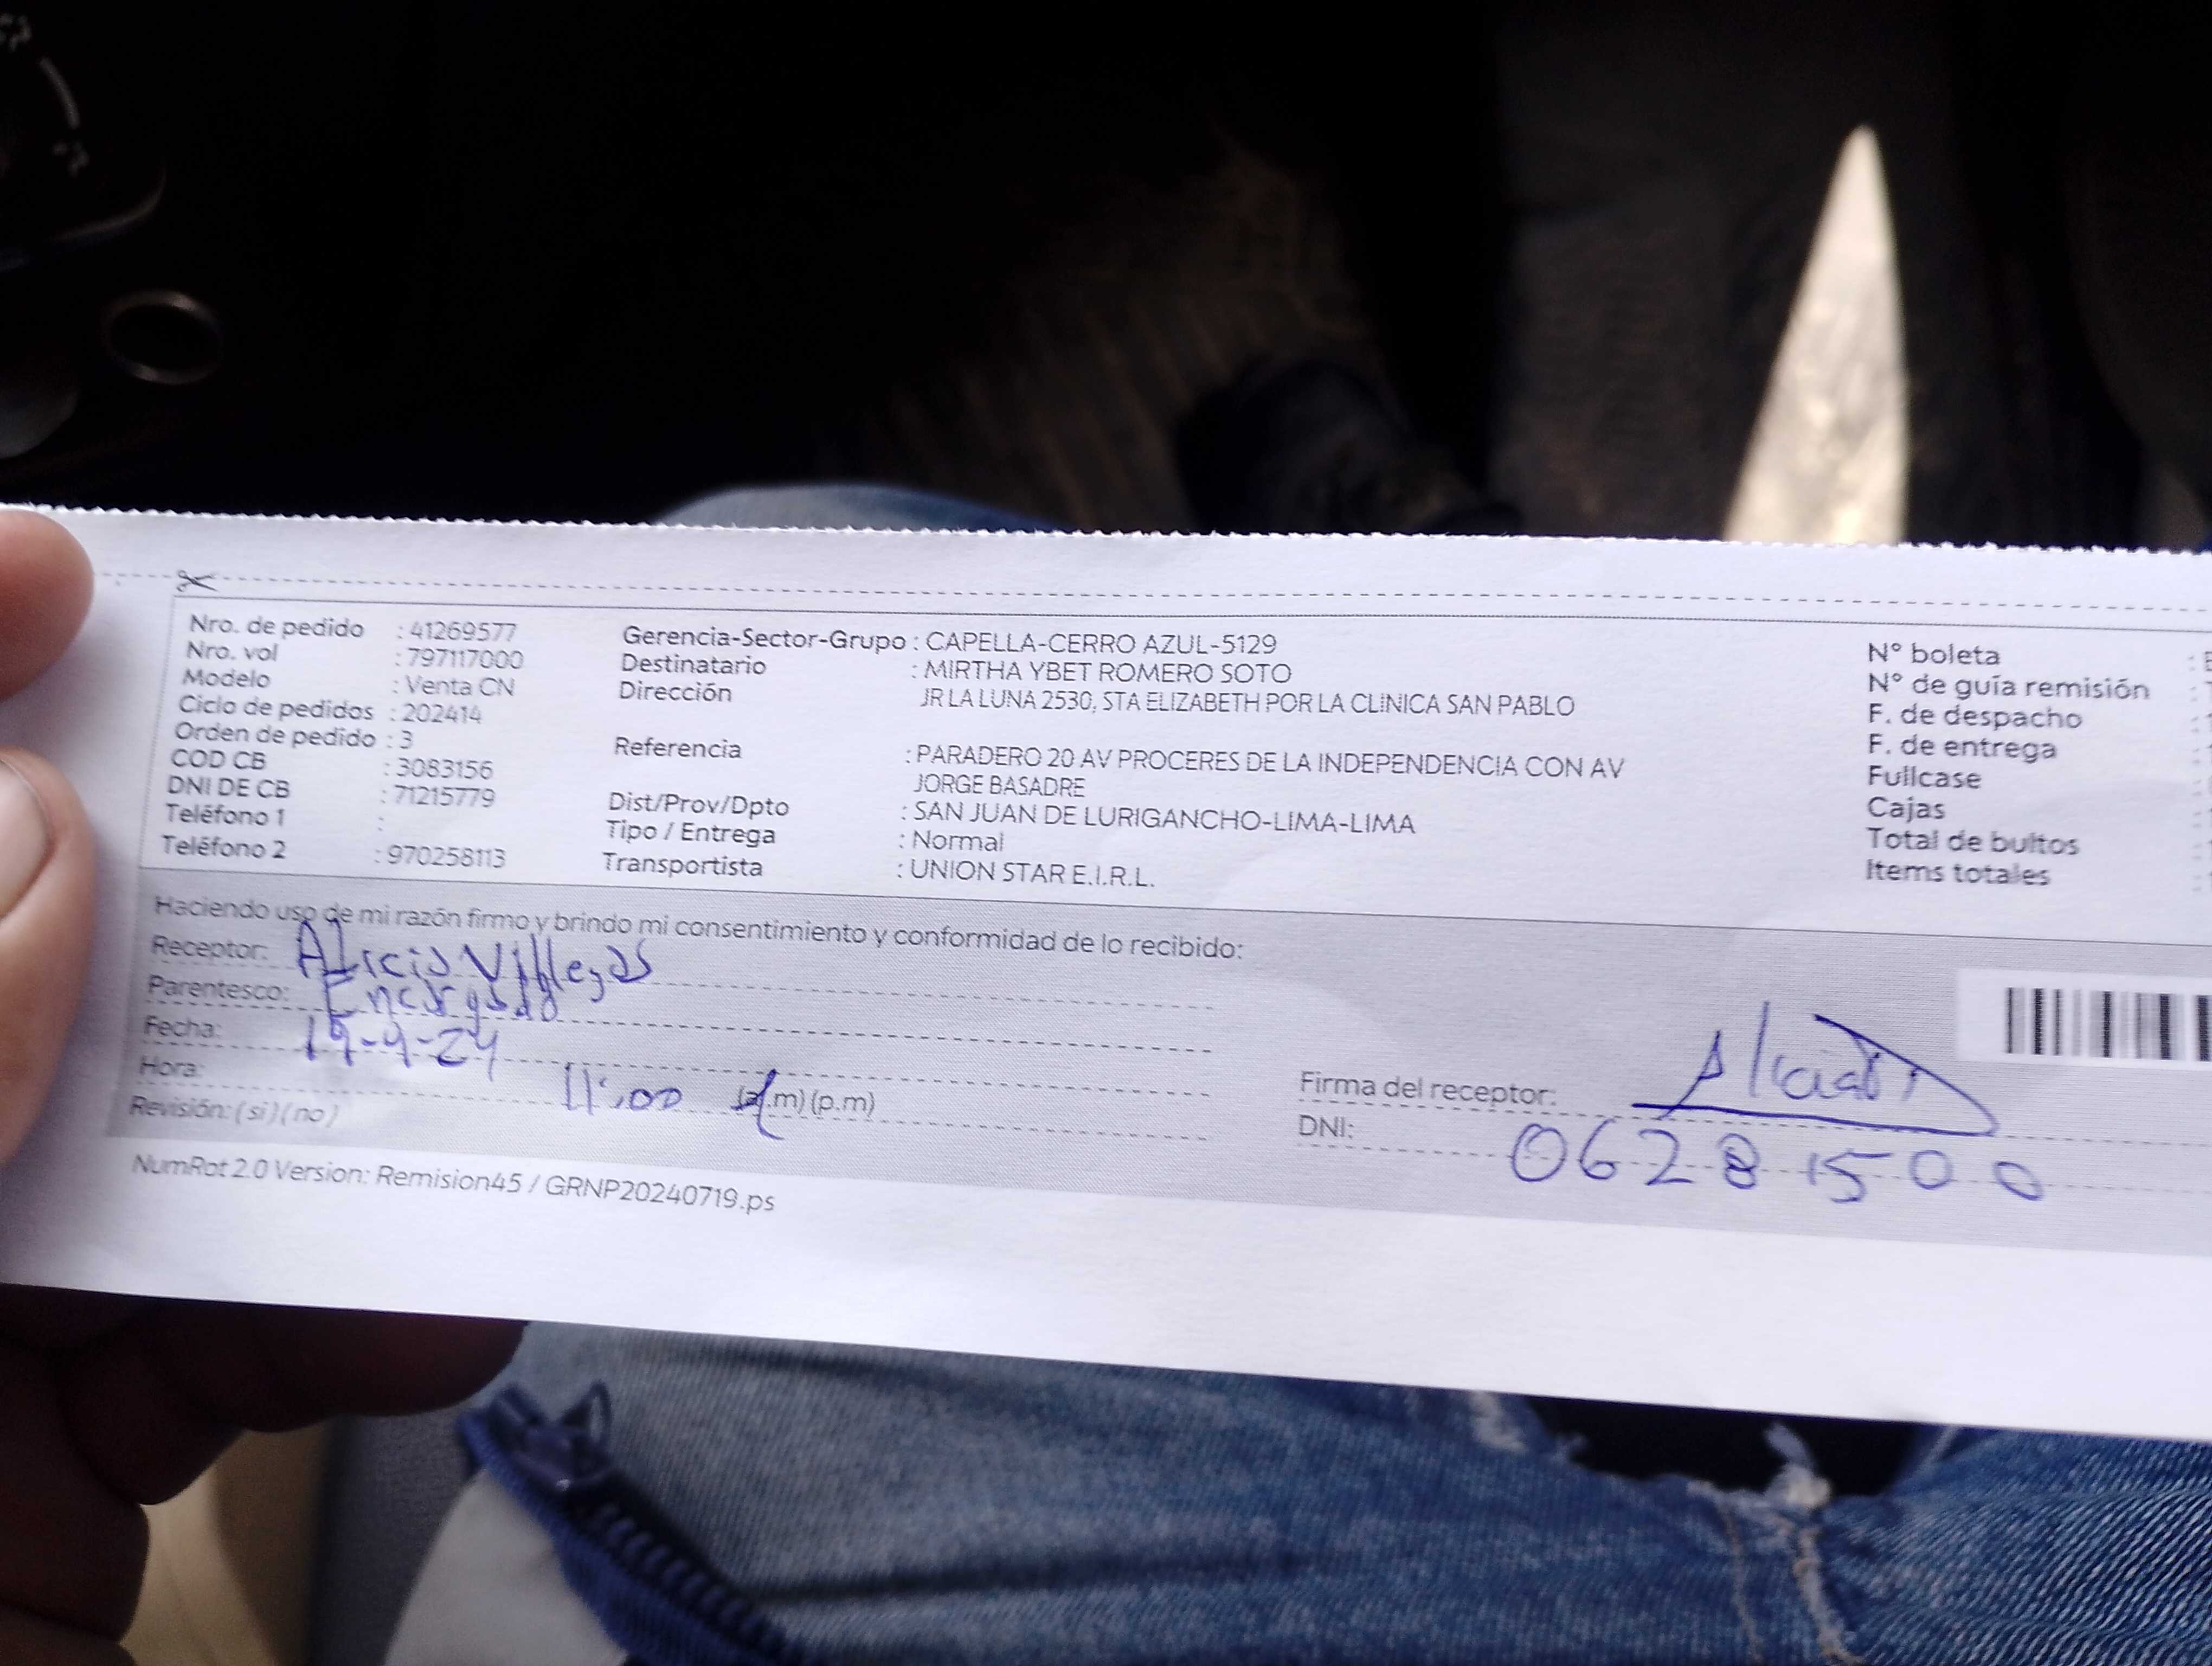 Nro. de pedido : 41269577
Nro. vol : 797117000
Modelo : Venta CN
Ciclo de pedidos : 202414
Orden de pedido : 3
COD CB : 3083156
DNI DE CB : 71215779
Teléfono 1 :
Teléfono 2 : 970258113
Gerencia-Sector-Grupo : CAPELLA-CERRO AZUL-5129
Destinatario : MIRTHA YBET ROMERO SOTO
Dirección JR LA LUNA 2530, STA ELIZABETH POR LA CLINICA SAN PABLO
Referencia : PARADERO 20 AV PROCERES DE LA INDEPENDENCIA CON AV
JORGE BASADRE
Dist/Prov/Dpto : SAN JUAN DE LURIGANCHO-LIMA-LIMA
Tipo / Entrega : Normal
Transportista : UNION STAR E.I.R.L.
N° boleta :
N° de guía remisión :
F. de despacho :
F. de entrega :
Fullcase :
Cajas :
Total de bultos :
Items totales :
Haciendo uso de mi razón firmo y brindo mi consentimiento y conformidad de lo recibido:
Receptor: Alicia Villegas
Parentesco: Encargado
Fecha: 19-9-24
Hora: 11:00 (a.m) (p.m)
Revisión: ( si ) ( no )
Firma del receptor:
DNI: 06281500
NumRot 2.0 Version: Remision45 / GRNP20240719.ps